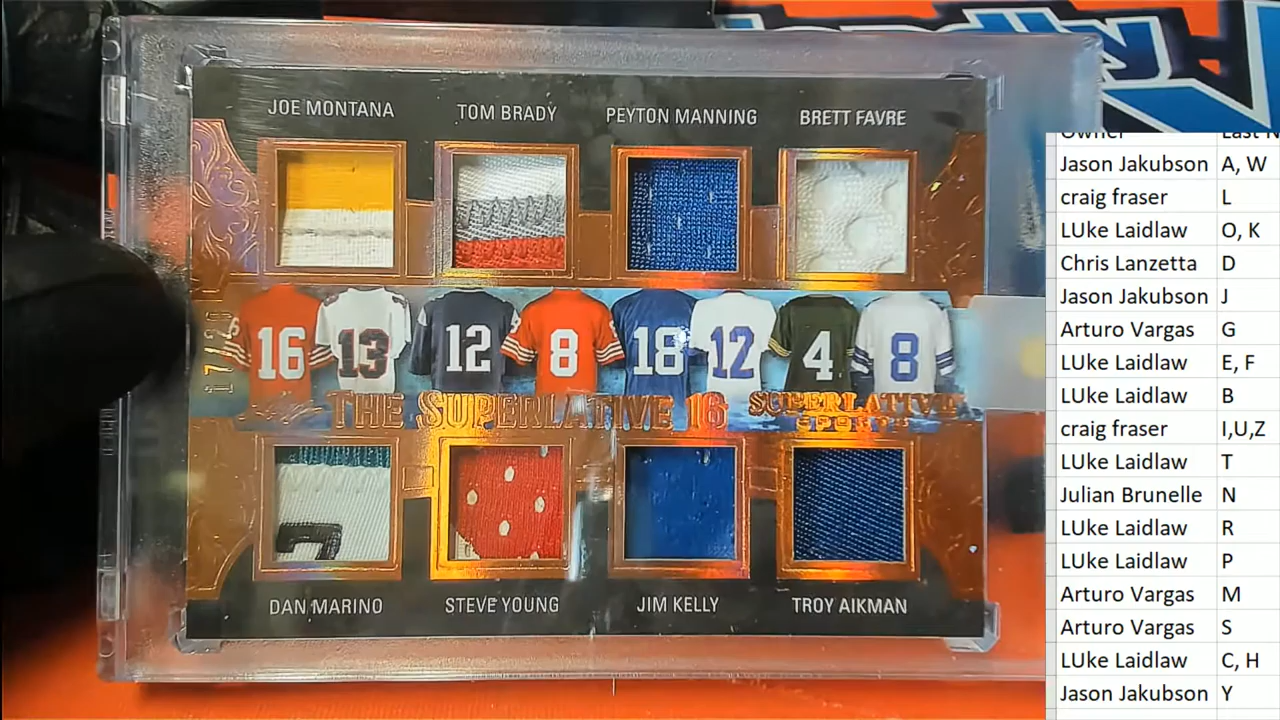 JOE MONTANA TOM BRADY PEYTON MANNING BRETT FAVRE
16 13 12 8 18 12 4 8
THE SUPERLATIVE 16 SUPERLATIVE
SPORTS
DAN MARINO STEVE YOUNG JIM KELLY TROY AIKMAN
Owner Last
Jason Jakubson A, W
craig fraser L
LUke Laidlaw O, K
Chris Lanzetta D
Jason Jakubson J
Arturo Vargas G
LUke Laidlaw E, F
LUke Laidlaw B
craig fraser I,U,Z
LUke Laidlaw T
Julian Brunelle N
LUke Laidlaw R
LUke Laidlaw P
Arturo Vargas M
Arturo Vargas S
LUke Laidlaw C, H
Jason Jakubson Y